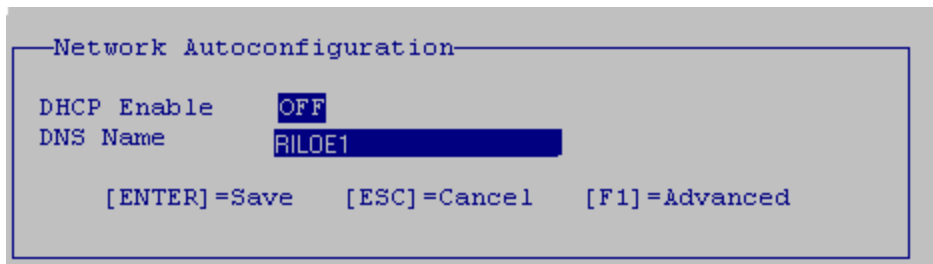 Network Autoconfiguration
DHCP Enable OFF
DNS Name RILOE1
[ENTER]=Save [ESC]=Cancel [F1]=Advanced